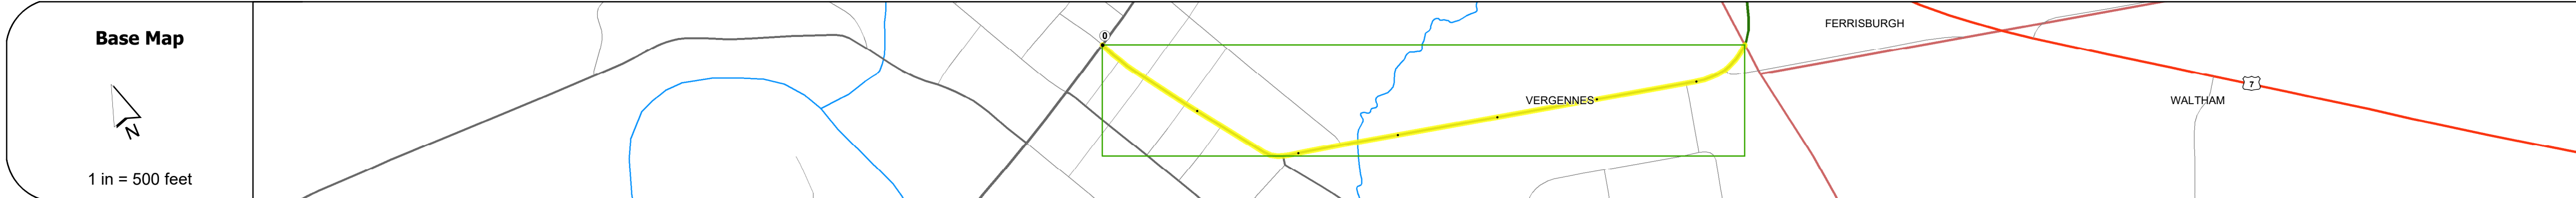 Base Map
N
1 in = 500 feet
0
VERGENNES
FERRISBURGH
7
WALTHAM